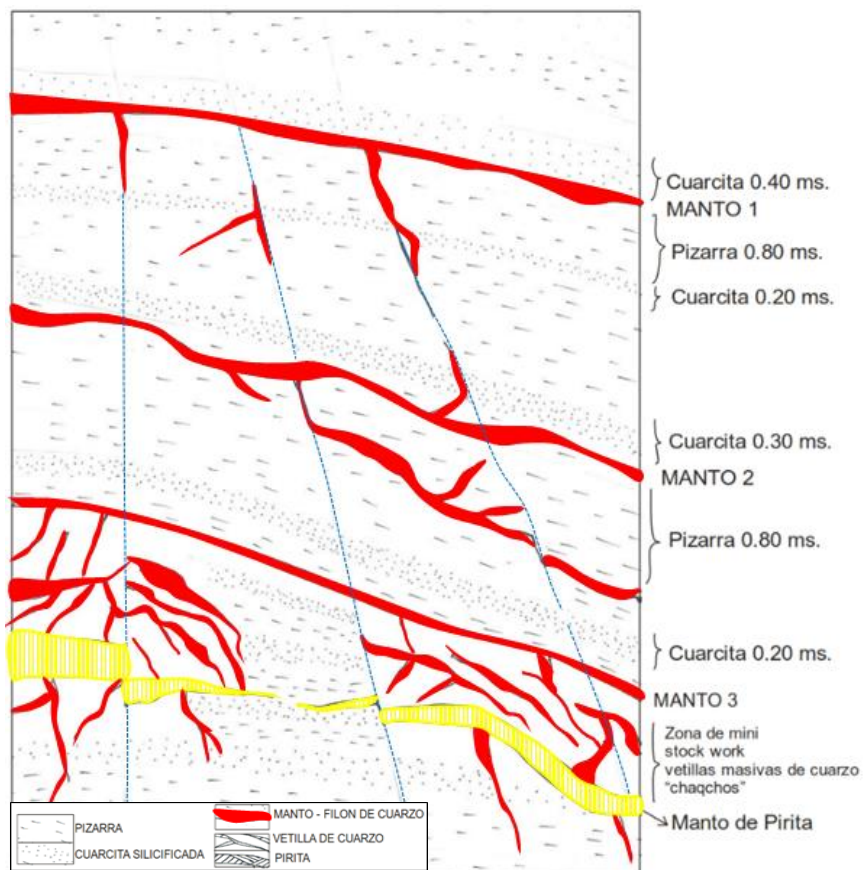 Cuarcita 0.40 ms.
MANTO 1
Pizarra 0.80 ms.
Cuarcita 0.20 ms.
Cuarcita 0.30 ms.
MANTO 2
Pizarra 0.80 ms.
Cuarcita 0.20 ms.
MANTO 3
Zona de mini
stock work
vetillas masivas de cuarzo
"chaqchos"
Manto de Pirita
PIZARRA
CUARCITA SILICIFICADA
MANTO - FILON DE CUARZO
VETILLA DE CUARZO
PIRITA